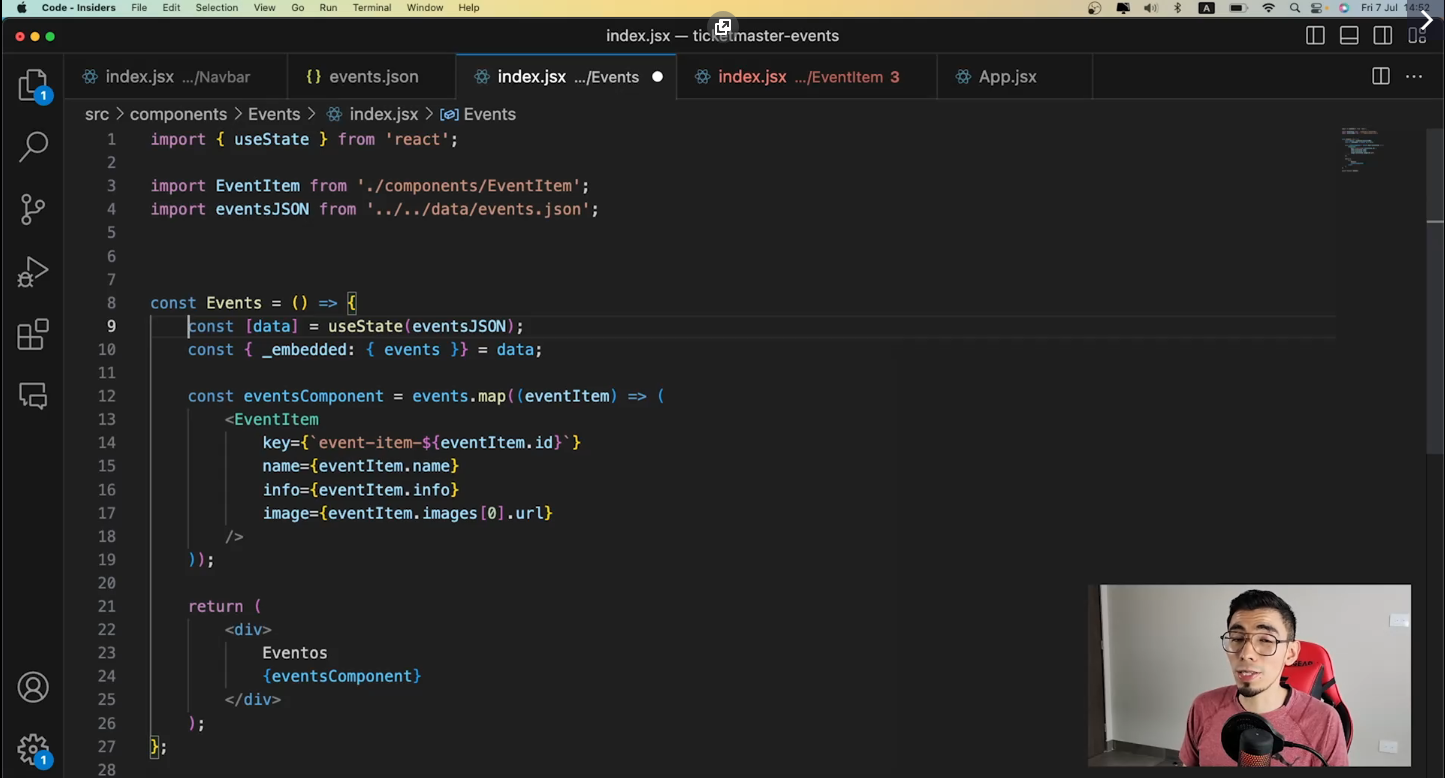 Code - Insiders File Edit Selection View Go Run Terminal Window Help A Fri 7 Jul 14:52
index.jsx — ticketmaster-events
index.jsx .../Navbar {} events.json index.jsx .../Events index.jsx .../EventItem 3 App.jsx
src > components > Events > index.jsx > Events
1 import { useState } from 'react';
2
3 import EventItem from './components/EventItem';
4 import eventsJSON from '../../data/events.json';
5
6
7
8 const Events = () => {
9 const [data] = useState(eventsJSON);
10 const { _embedded: { events }} = data;
11
12 const eventsComponent = events.map((eventItem) => (
13 <EventItem
14 key={`event-item-${eventItem.id}`}
15 name={eventItem.name}
16 info={eventItem.info}
17 image={eventItem.images[0].url}
18 />
19 ));
20
21 return (
22 <div>
23 Eventos
24 {eventsComponent}
25 </div>
26 );
27 };
28
1
1